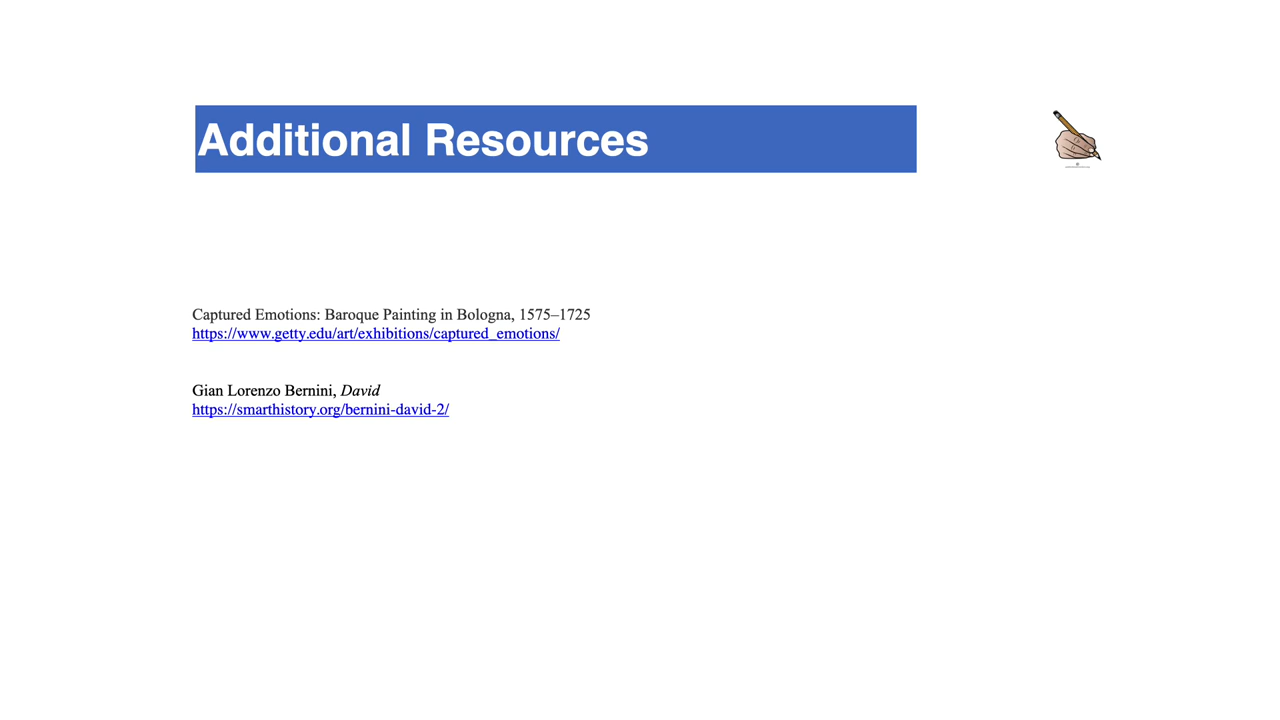 Additional Resources
Captured Emotions: Baroque Painting in Bologna, 1575–1725
https://www.getty.edu/art/exhibitions/captured_emotions/
Gian Lorenzo Bernini, David
https://smarthistory.org/bernini-david-2/